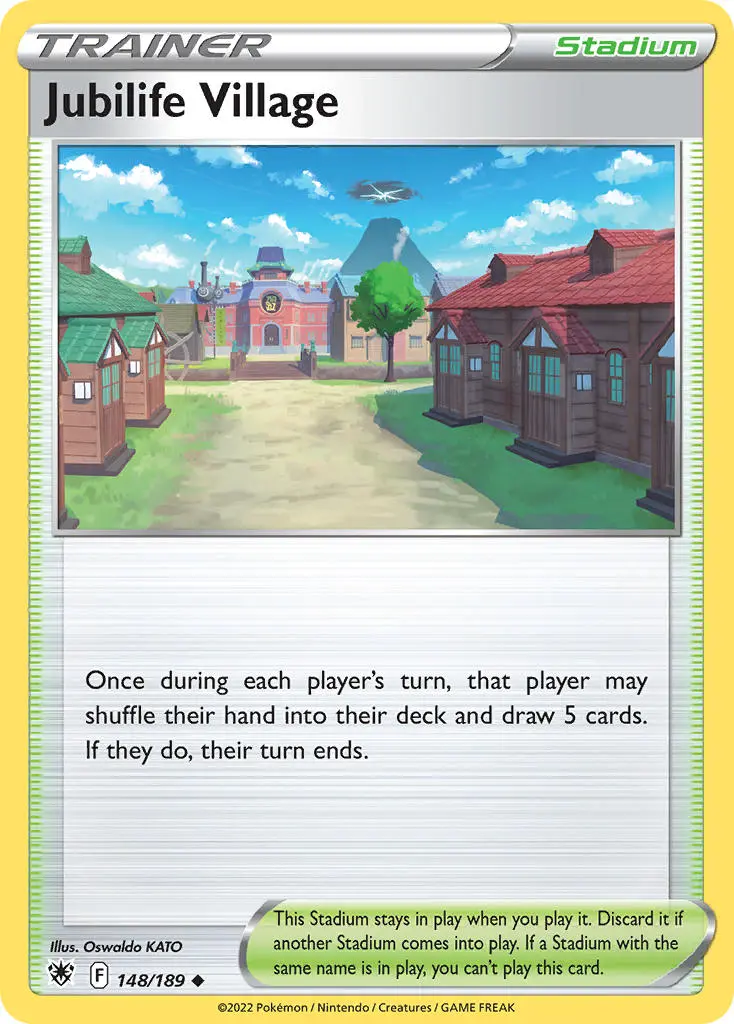 TRAINER
Stadium
Jubilife Village
Once during each player's turn, that player may
shuffle their hand into their deck and draw 5 cards.
If they do, their turn ends.
This Stadium stays in play when you play it. Discard it if
another Stadium comes into play. If a Stadium with the
same name is in play, you can't play this card.
Illus. Oswaldo KATO
F
148/189
©2022 Pokémon / Nintendo / Creatures / GAME FREAK